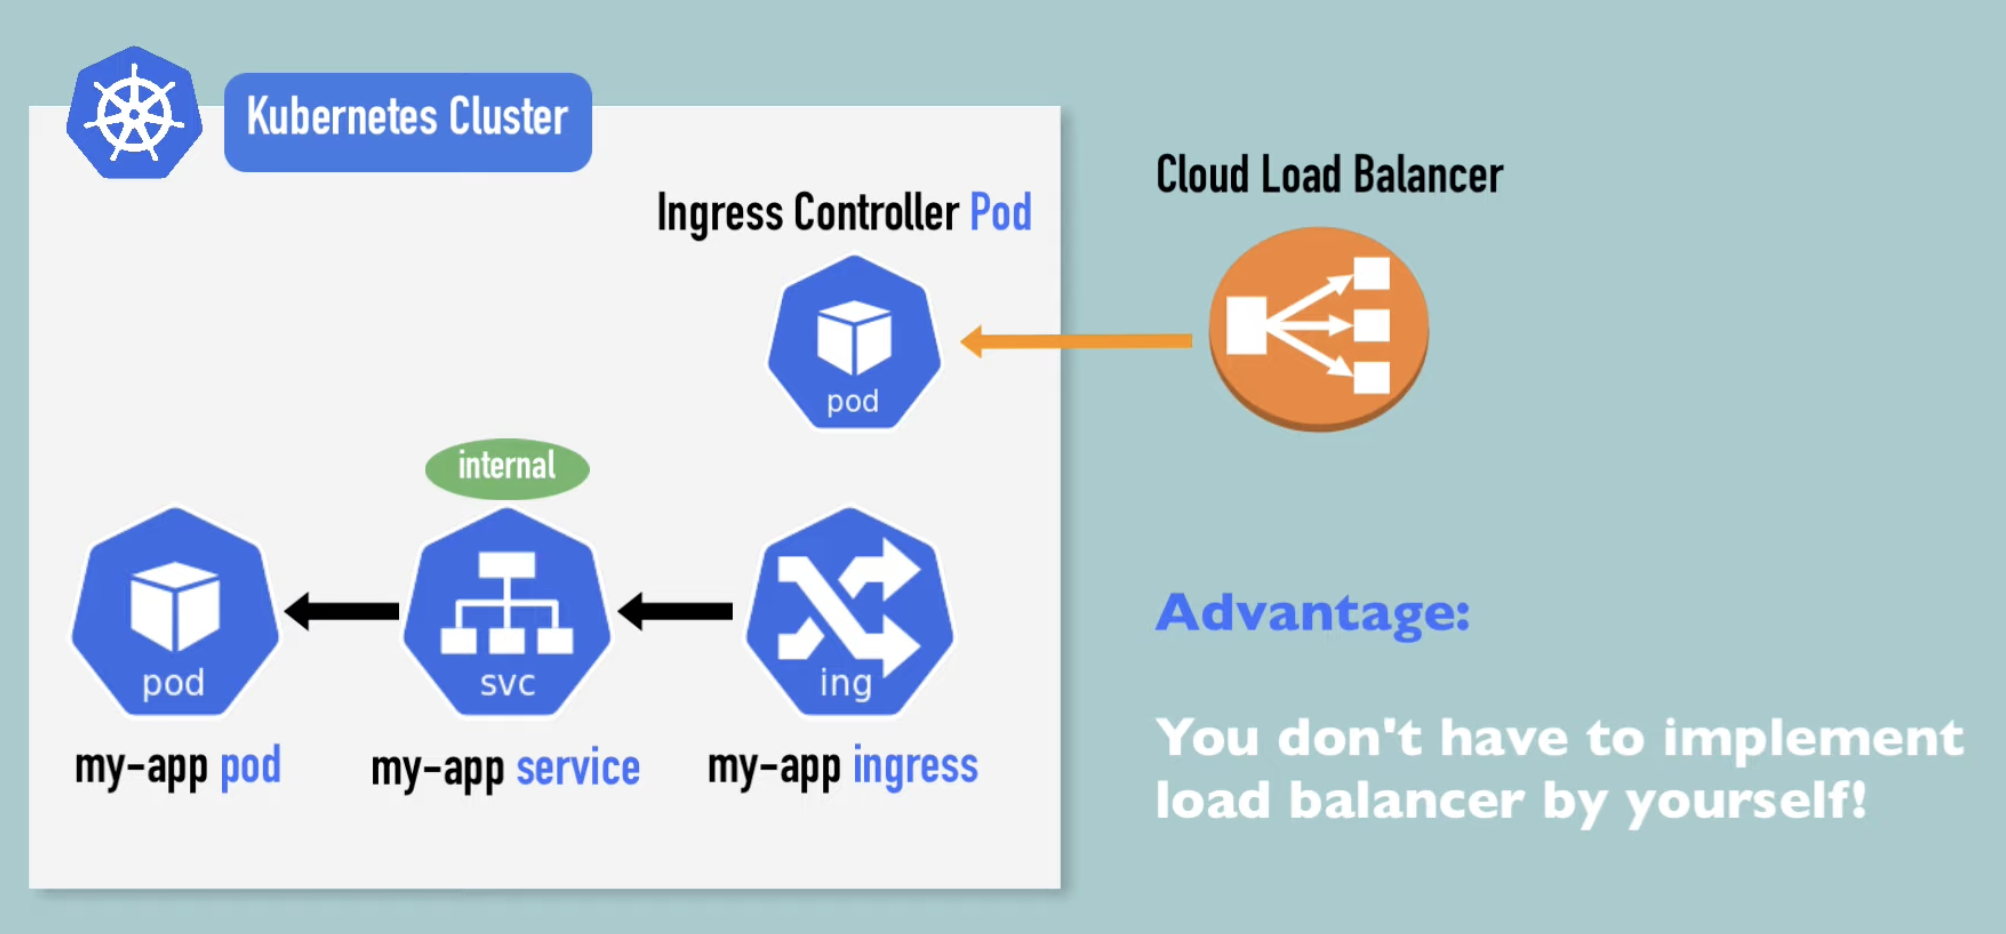 Kubernetes Cluster
Cloud Load Balancer
Ingress Controller Pod
pod
internal
pod
svc
ing
my-app pod
my-app service
my-app ingress
Advantage:
You don't have to implement
load balancer by yourself!